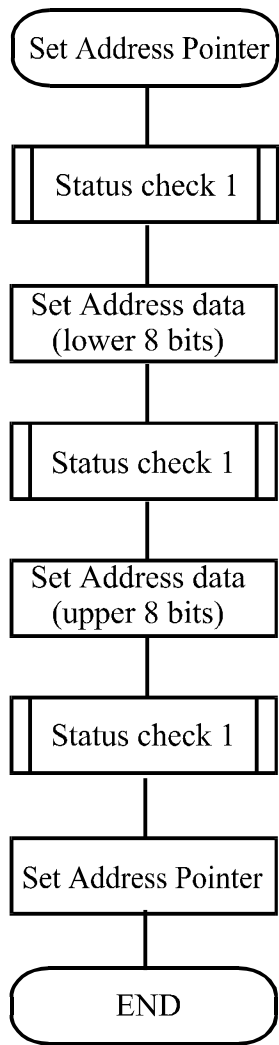 Set Address Pointer
Status check 1
Set Address data
(lower 8 bits)
Status check 1
Set Address data
(upper 8 bits)
Status check 1
Set Address Pointer
END